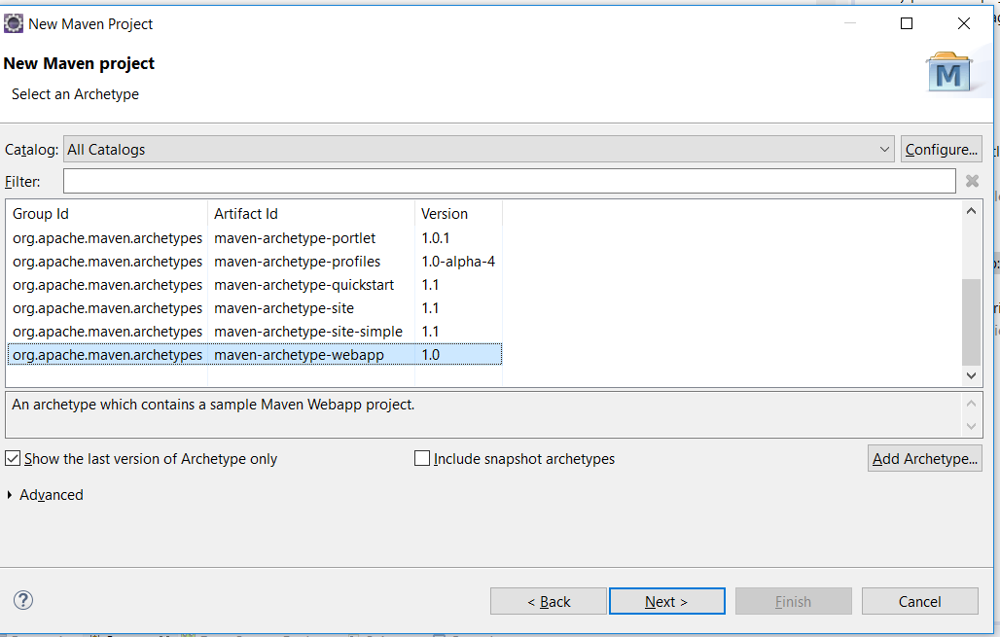 New Maven Project
New Maven project
M
Select an Archetype
Catalog: All Catalogs Configure...
Filter:
Group Id Artifact Id Version
org.apache.maven.archetypes maven-archetype-portlet 1.0.1
org.apache.maven.archetypes maven-archetype-profiles 1.0-alpha-4
org.apache.maven.archetypes maven-archetype-quickstart 1.1
org.apache.maven.archetypes maven-archetype-site 1.1
org.apache.maven.archetypes maven-archetype-site-simple 1.1
org.apache.maven.archetypes maven-archetype-webapp 1.0
An archetype which contains a sample Maven Webapp project.
Show the last version of Archetype only Include snapshot archetypes Add Archetype...
Advanced
? < Back Next > Finish Cancel